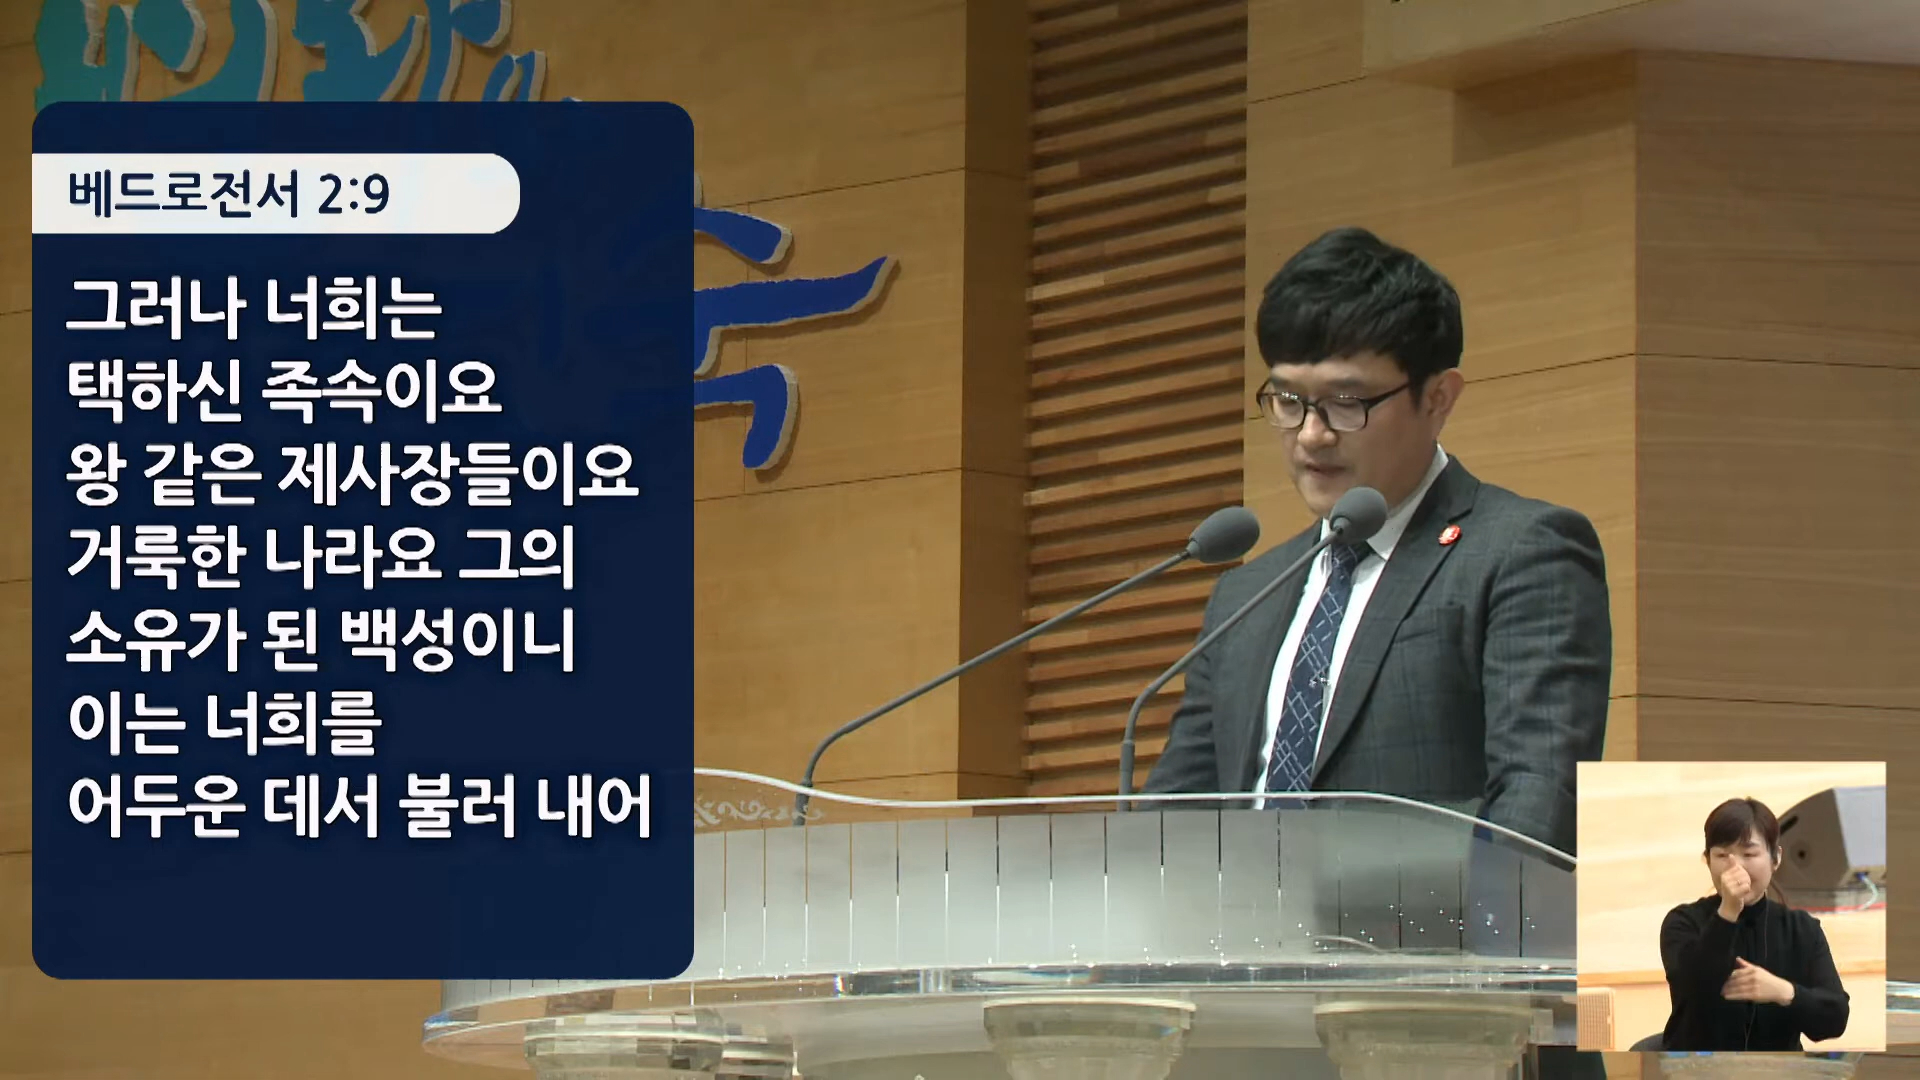 베드로전서 2:9
그러나 너희는
택하신 족속이요
왕 같은 제사장들이요
거룩한 나라요 그의
소유가 된 백성이니
이는 너희를
어두운 데서 불러 내어